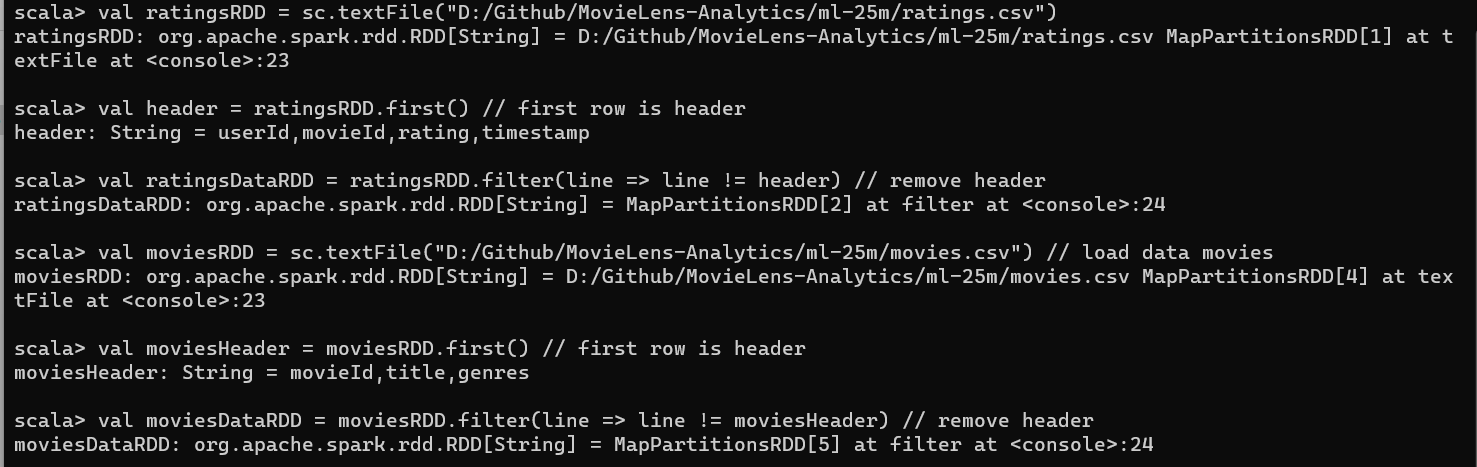 scala> val ratingsRDD = sc.textFile("D:/Github/MovieLens-Analytics/ml-25m/ratings.csv")
ratingsRDD: org.apache.spark.rdd.RDD[String] = D:/Github/MovieLens-Analytics/ml-25m/ratings.csv MapPartitionsRDD[1] at t
extFile at <console>:23
scala> val header = ratingsRDD.first() // first row is header
header: String = userId,movieId,rating,timestamp
scala> val ratingsDataRDD = ratingsRDD.filter(line => line != header) // remove header
ratingsDataRDD: org.apache.spark.rdd.RDD[String] = MapPartitionsRDD[2] at filter at <console>:24
scala> val moviesRDD = sc.textFile("D:/Github/MovieLens-Analytics/ml-25m/movies.csv") // load data movies
moviesRDD: org.apache.spark.rdd.RDD[String] = D:/Github/MovieLens-Analytics/ml-25m/movies.csv MapPartitionsRDD[4] at tex
tFile at <console>:23
scala> val moviesHeader = moviesRDD.first() // first row is header
moviesHeader: String = movieId,title,genres
scala> val moviesDataRDD = moviesRDD.filter(line => line != moviesHeader) // remove header
moviesDataRDD: org.apache.spark.rdd.RDD[String] = MapPartitionsRDD[5] at filter at <console>:24